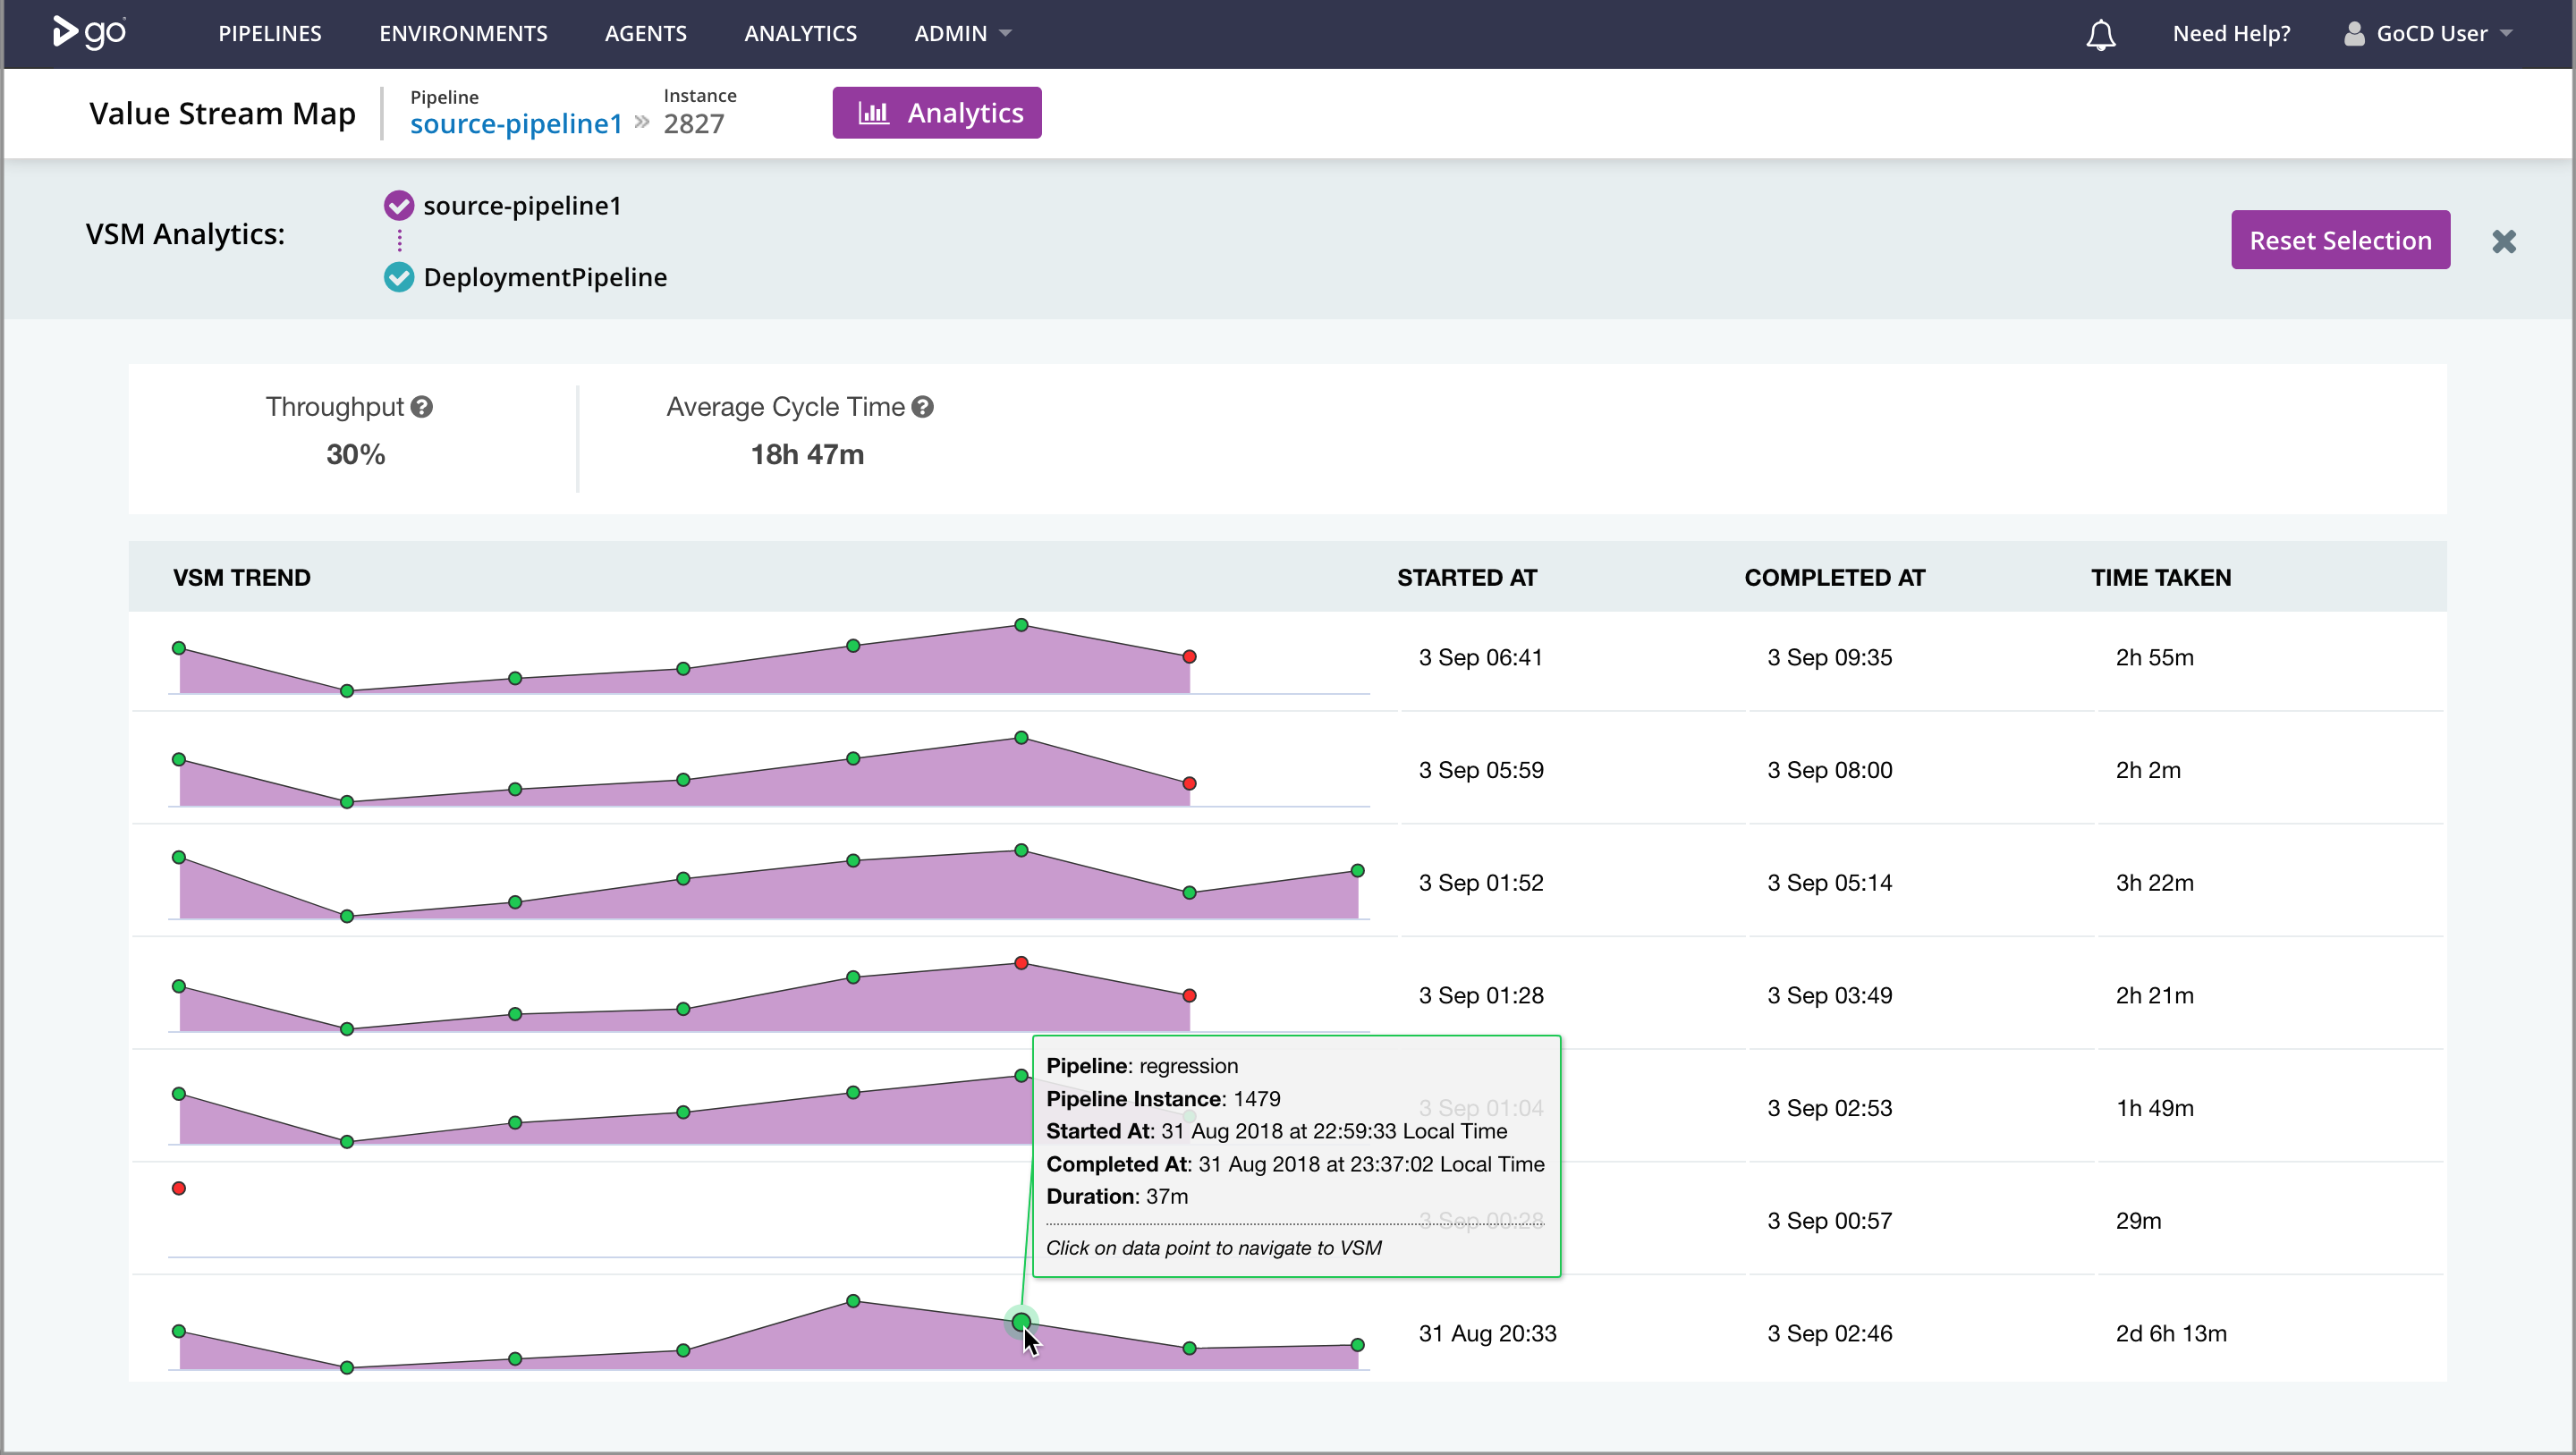 go PIPELINES ENVIRONMENTS AGENTS ANALYTICS ADMIN Need Help? GoCD User
Value Stream Map
Pipeline
source-pipeline1 »
Instance
2827
Analytics
VSM Analytics:
source-pipeline1
DeploymentPipeline
Reset Selection
Throughput ?
30%
Average Cycle Time ?
18h 47m
VSM TREND STARTED AT COMPLETED AT TIME TAKEN
3 Sep 06:41 3 Sep 09:35 2h 55m
3 Sep 05:59 3 Sep 08:00 2h 2m
3 Sep 01:52 3 Sep 05:14 3h 22m
3 Sep 01:28 3 Sep 03:49 2h 21m
3 Sep 01:04 3 Sep 02:53 1h 49m
3 Sep 00:28 3 Sep 00:57 29m
31 Aug 20:33 3 Sep 02:46 2d 6h 13m
Pipeline: regression
Pipeline Instance: 1479
Started At: 31 Aug 2018 at 22:59:33 Local Time
Completed At: 31 Aug 2018 at 23:37:02 Local Time
Duration: 37m
Click on data point to navigate to VSM